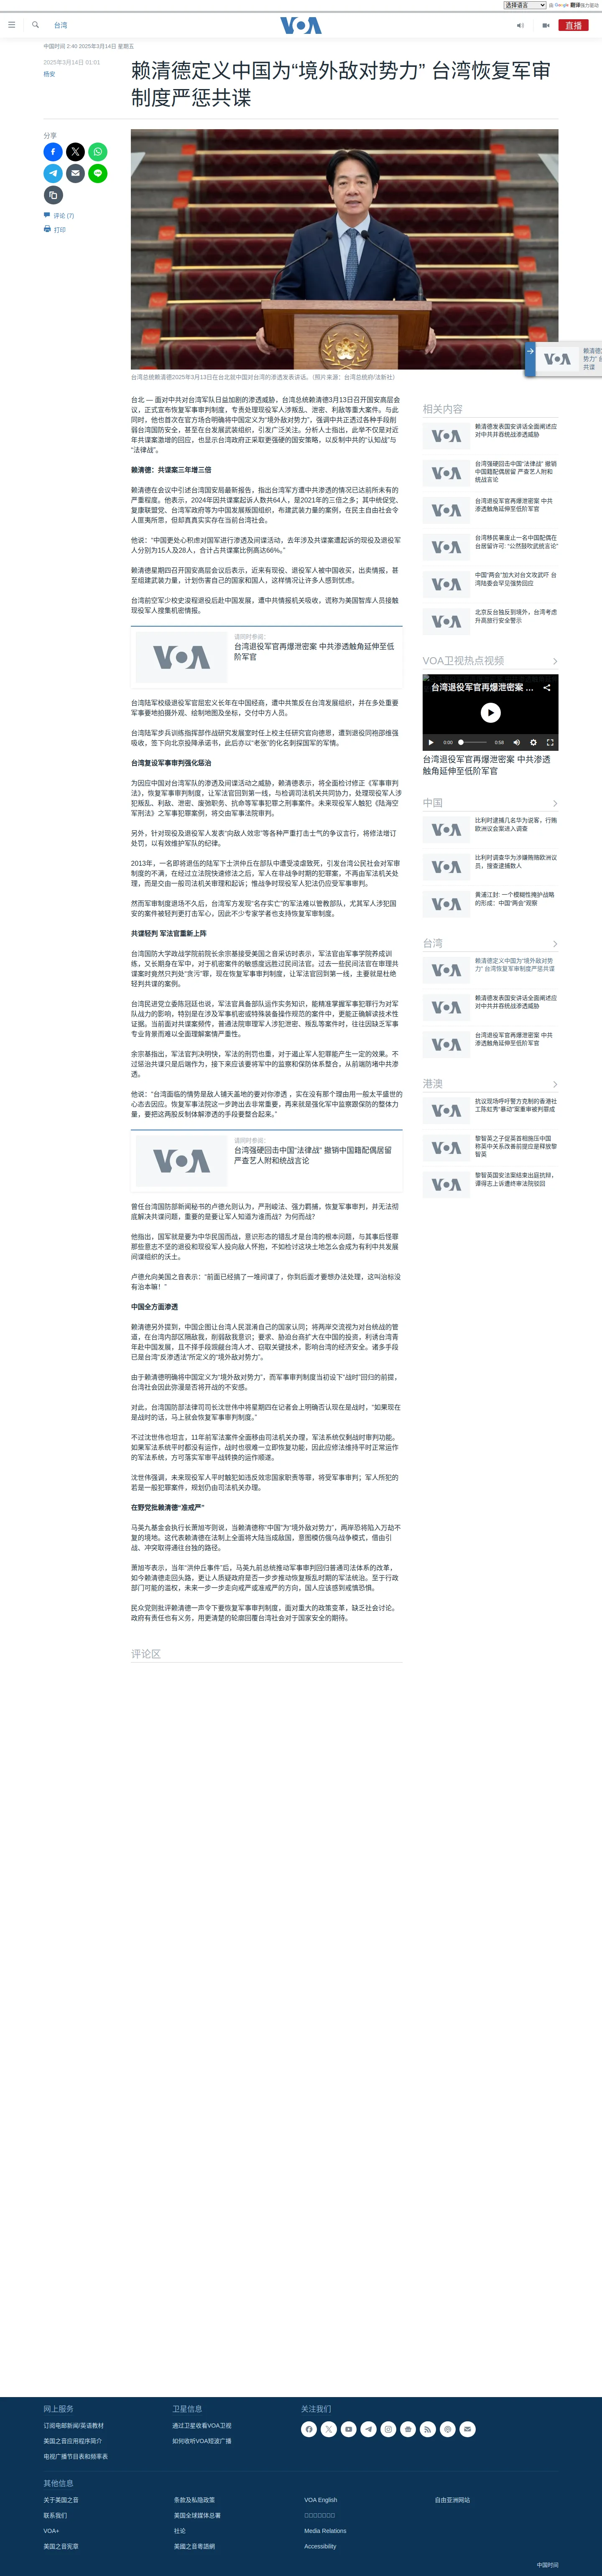 选择语言 由 Google 翻译强力驱动
台湾
VOA
直播
中国时间 2:40 2025年3月14日 星期五
2025年3月14日 01:01
杨安
赖清德定义中国为“境外敌对势力” 台湾恢复军审
制度严惩共谍
分享
评论 (7)
打印
台湾总统赖清德2025年3月13日在台北就中国对台湾的渗透发表讲话。（照片来源：台湾总统府/法新社）
赖清德
势力” 台
共谍
台北 — 面对中共对台湾军队日益加剧的渗透威胁，台湾总统赖清德3月13日召开国安高层会
议，正式宣布恢复军事审判制度，专责处理现役军人涉叛乱、泄密、利敌等重大案件。与此
同时，他也首次在官方场合明确将中国定义为“境外敌对势力”，强调中共正透过各种手段削
弱台湾国防安全，甚至在台发展武装组织，引发广泛关注。分析人士指出，此举不仅是对近
年共谍案激增的回应，也显示台湾政府正采取更强硬的国安策略，以反制中共的“认知战”与
“法律战”。
赖清德：共谍案三年增三倍
赖清德在会议中引述台湾国安局最新报告，指出台湾军方遭中共渗透的情况已达前所未有的
严重程度。他表示，2024年因共谍案遭起诉人数高达64人，是2021年的三倍之多；其中统促党、
复康联盟党、台湾军政府等为中国发展叛国组织，布建武装力量的案例，在民主自由社会令
人匪夷所思，但却真真实实存在当前台湾社会。
他说：“中国更处心积虑对国军进行渗透及间谍活动，去年涉及共谍案遭起诉的现役及退役军
人分别为15人及28人，合计占共谍案比例高达66%。”
赖清德星期四召开国安高层会议后表示，近来有现役、退役军人被中国收买，出卖情报，甚
至组建武装力量，计划伤害自己的国家和国人，这样情况让许多人感到忧虑。
台湾前空军少校史浚程退役后赴中国发展，遭中共情报机关吸收，谎称为美国智库人员接触
现役军人搜集机密情报。
请同时参阅：
台湾退役军官再爆泄密案 中共渗透触角延伸至低
阶军官
台湾陆军校级退役军官屈宏义长年在中国经商，遭中共策反在台湾发展组织，并在多处重要
军事要地拍摄外观、绘制地图及坐标，交付中方人员。
台湾陆军步兵训练指挥部作战研究发展室时任上校主任研究官向德恩，遭到退役同袍邵维强
吸收，签下向北京投降承诺书，此后亦以“老张”的化名刺探国军的军情。
台湾复设军事审判强化惩治
为因应中国对台湾军队的渗透及间谍活动之威胁，赖清德表示，将全面检讨修正《军事审判
法》，恢复军事审判制度，让军法官回到第一线，与检调司法机关共同协力，处理现役军人涉
犯叛乱、利敌、泄密、废弛职务、抗命等军事犯罪之刑事案件。未来现役军人触犯《陆海空
军刑法》之军事犯罪案例，将交由军事法院审判。
另外，针对现役及退役军人发表“向敌人效忠”等各种严重打击士气的争议言行，将修法增订
处罚，以有效维护军队的纪律。
2013年，一名即将退伍的陆军下士洪仲丘在部队中遭受凌虐致死，引发台湾公民社会对军审
制度的不满，在经过立法院快速修法之后，军人在非战争时期的犯罪案，不再由军法机关处
理，而是交由一般司法机关审理和起诉；惟战争时现役军人犯法仍应受军事审判。
然而军审制度退场不久后，台湾军方发现“名存实亡”的军法难以管教部队，尤其军人涉犯国
安的案件被轻判更打击军心，因此不少专家学者也支持恢复军审制度。
共谍轻判 军法官重新上阵
台湾国防大学政战学院前院长余宗基接受美国之音采访时表示，军法官由军事学院养成训
练，又长期身在军中，对于机密案件的敏感度远胜过民间法官。过去一些民间法官在审理共
谍案时竟然只判处“贪污”罪，现在恢复军事审判制度，让军法官回到第一线，主要就是杜绝
轻判共谍的案例。
台湾民进党立委陈冠廷也说，军法官具备部队运作实务知识，能精准掌握军事犯罪行为对军
队战力的影响，特别是在涉及军事机密或特殊装备操作规范的案件中，更能正确解读技术性
证据。当前面对共谍案频传，普通法院审理军人涉犯泄密、叛乱等案件时，往往因缺乏军事
专业背景而难以全面理解案情严重性。
余宗基指出，军法官判决明快，军法的刑罚也重，对于遏止军人犯罪能产生一定的效果。不
过惩治共谍只是后端作为，接下来应该要将军中的监察和保防体系整合，从前端防堵中共渗
透。
他说：“台湾面临的情势是敌人铺天盖地的要对你渗透 ，实在没有那个理由用一般太平盛世的
心态去因应。恢复军事法院这一步跨出去非常重要，再来就是强化军中监察跟保防的整体力
量，要把这两股反制体解渗透的手段要整合起来。”
请同时参阅：
台湾强硬回击中国“法律战” 撤销中国籍配偶居留
严查艺人附和统战言论
曾任台湾国防部新闻秘书的卢德允则认为，严刑峻法、强力羁捕，恢复军事审判，并无法彻
底解决共谍问题，重要的是要让军人知道为谁而战？为何而战？
他指出，国军就是要为中华民国而战，意识形态的错乱才是台湾的根本问题，与其事后怪罪
那些意志不坚的退役和现役军人投向敌人怀抱，不如检讨这块土地怎么会成为有利中共发展
间谍组织的沃土。
卢德允向美国之音表示：“前面已经搞了一堆间谍了，你到后面才要想办法处理，这叫治标没
有治本嘛！”
中国全方面渗透
赖清德另外提到，中国企图让台湾人民混淆自己的国家认同；将两岸交流视为对台统战的管
道，在台湾内部区隔敌我，削弱敌我意识；要求、胁迫台商扩大在中国的投资，利诱台湾青
年赴中国发展，且不择手段觊觎台湾人才、窃取关键技术，影响台湾的经济安全。诸多手段
已是台湾“反渗透法”所定义的“境外敌对势力”。
由于赖清德明确将中国定义为“境外敌对势力”，而军事审判制度当初设下“战时”回归的前提，
台湾社会因此弥漫是否将开战的不安感。
对此，台湾国防部法律司司长沈世伟中将星期四在记者会上明确否认现在是战时，“如果现在
是战时的话，马上就会恢复军事审判制度。”
不过沈世伟也坦言，11年前军法案件全面移由司法机关办理，军法系统仅剩战时审判功能。
如果军法系统平时都没有运作，战时也很难一立即恢复功能，因此应修法维持平时正常运作
的军法系统，方可落实军审平战转换的运作顺遂。
沈世伟强调，未来现役军人平时触犯如违反效忠国家职责等罪，将受军事审判；军人所犯的
若是一般犯罪案件，规划仍由司法机关办理。
在野党批赖清德“准戒严”
马英九基金会执行长萧旭岑则说，当赖清德称“中国”为“境外敌对势力”，两岸恐将陷入万劫不
复的境地。这代表赖清德在法制上全面将大陆当成敌国，意图模仿俄乌战争模式，借由引
战、冲突取得通往台独的路径。
萧旭岑表示，当年“洪仲丘事件”后，马英九前总统推动军事审判回归普通司法体系的改革，
如今赖清德走回头路，更让人质疑政府是否一步步推动恢复叛乱时期的军法统治。至于行政
部门可能的滥权，未来一步一步走向戒严或准戒严的方向，国人应该感到戒慎恐惧。
民众党则批评赖清德一声令下要恢复军事审判制度，面对重大的政策变革，缺乏社会讨论。
政府有责任也有义务，用更清楚的轮廓回覆台湾社会对于国家安全的期待。
评论区
相关内容
赖清德发表国安讲话全面阐述应
对中共并吞统战渗透威胁
台湾强硬回击中国“法律战” 撤销
中国籍配偶居留 严查艺人附和
统战言论
台湾退役军官再爆泄密案 中共
渗透触角延伸至低阶军官
台湾移民署废止一名中国配偶在
台居留许可: “公然鼓吹武统言论”
中国“两会”加大对台文攻武吓 台
湾陆委会罕见强势回应
北京反台独反到境外，台湾考虑
升高旅行安全警示
VOA卫视热点视频
台湾退役军官再爆泄密案 ...
0:00 0:58
台湾退役军官再爆泄密案 中共渗透
触角延伸至低阶军官
中国
比利时逮捕几名华为说客，行贿
欧洲议会案进入调查
比利时调查华为涉嫌贿赂欧洲议
员，搜查逮捕数人
黄浦江封: 一个模糊性掩护战略
的形成：中国“两会”观察
台湾
赖清德定义中国为“境外敌对势
力” 台湾恢复军审制度严惩共谍
赖清德发表国安讲话全面阐述应
对中共并吞统战渗透威胁
台湾退役军官再爆泄密案 中共
渗透触角延伸至低阶军官
港澳
抗议现场呼吁警方克制的香港社
工陈虹秀“暴动”案重审被判罪成
黎智英之子促英首相施压中国
称英中关系改善前提应是释放黎
智英
黎智英国安法案结束出庭抗辩，
谭得志上诉遭终审法院驳回
网上服务
订阅电邮新闻/英语教材
美国之音应用程序简介
电视广播节目表和频率表
卫星信息
通过卫星收看VOA卫视
如何收听VOA短波广播
关注我们
其他信息
关于美国之音
联系我们
VOA+
美国之音宪章
条款及私隐政策
美国全球媒体总署
社论
美國之音粵語網
VOA English
Media Relations
Accessibility
自由亚洲网站
中国时间